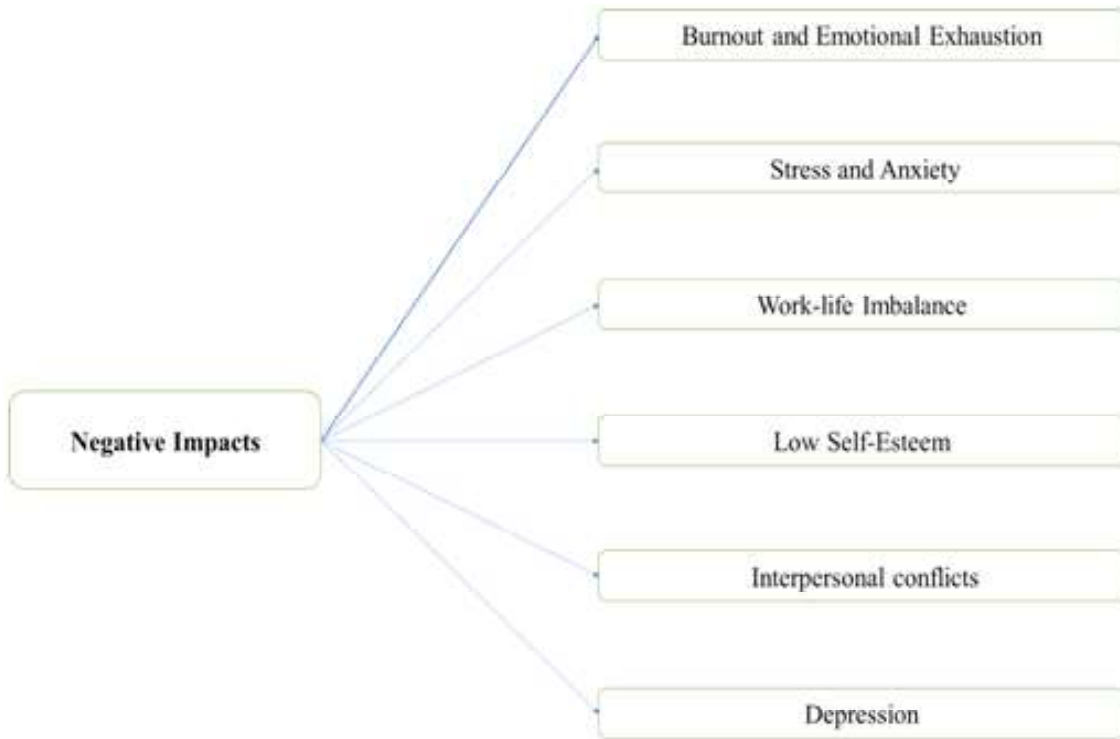 Burnout and Emotional Exhaustion
Stress and Anxiety
Work-life Imbalance
Negative Impacts
Low Self-Esteem
Interpersonal conflicts
Depression